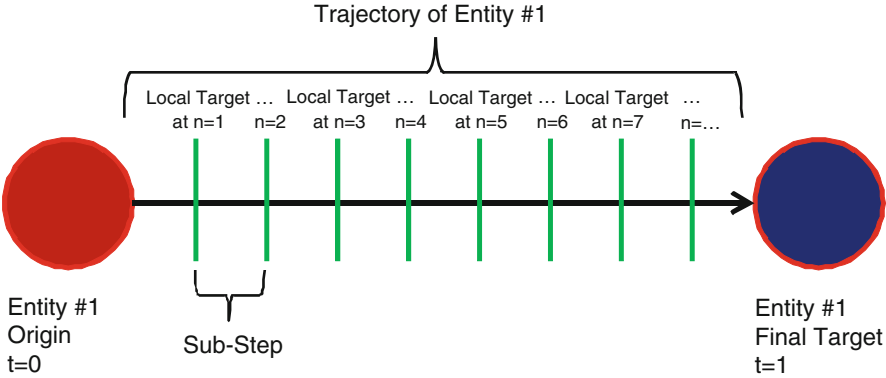 Trajectory of Entity #1
Local Target ... Local Target ... Local Target ... Local Target ...
at n=1 n=2 at n=3 n=4 at n=5 n=6 at n=7 n=...
Entity #1
Origin
t=0
Sub-Step
Entity #1
Final Target
t=1